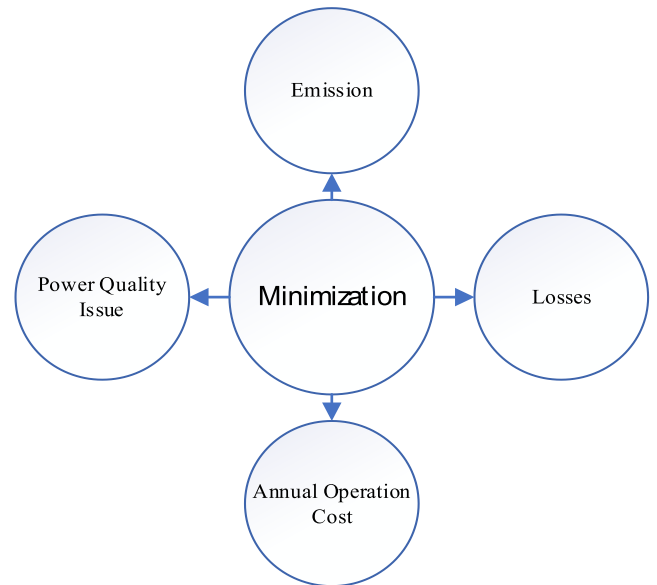 Emission
Power Quality
Issue
Minimization
Losses
Annual Operation
Cost